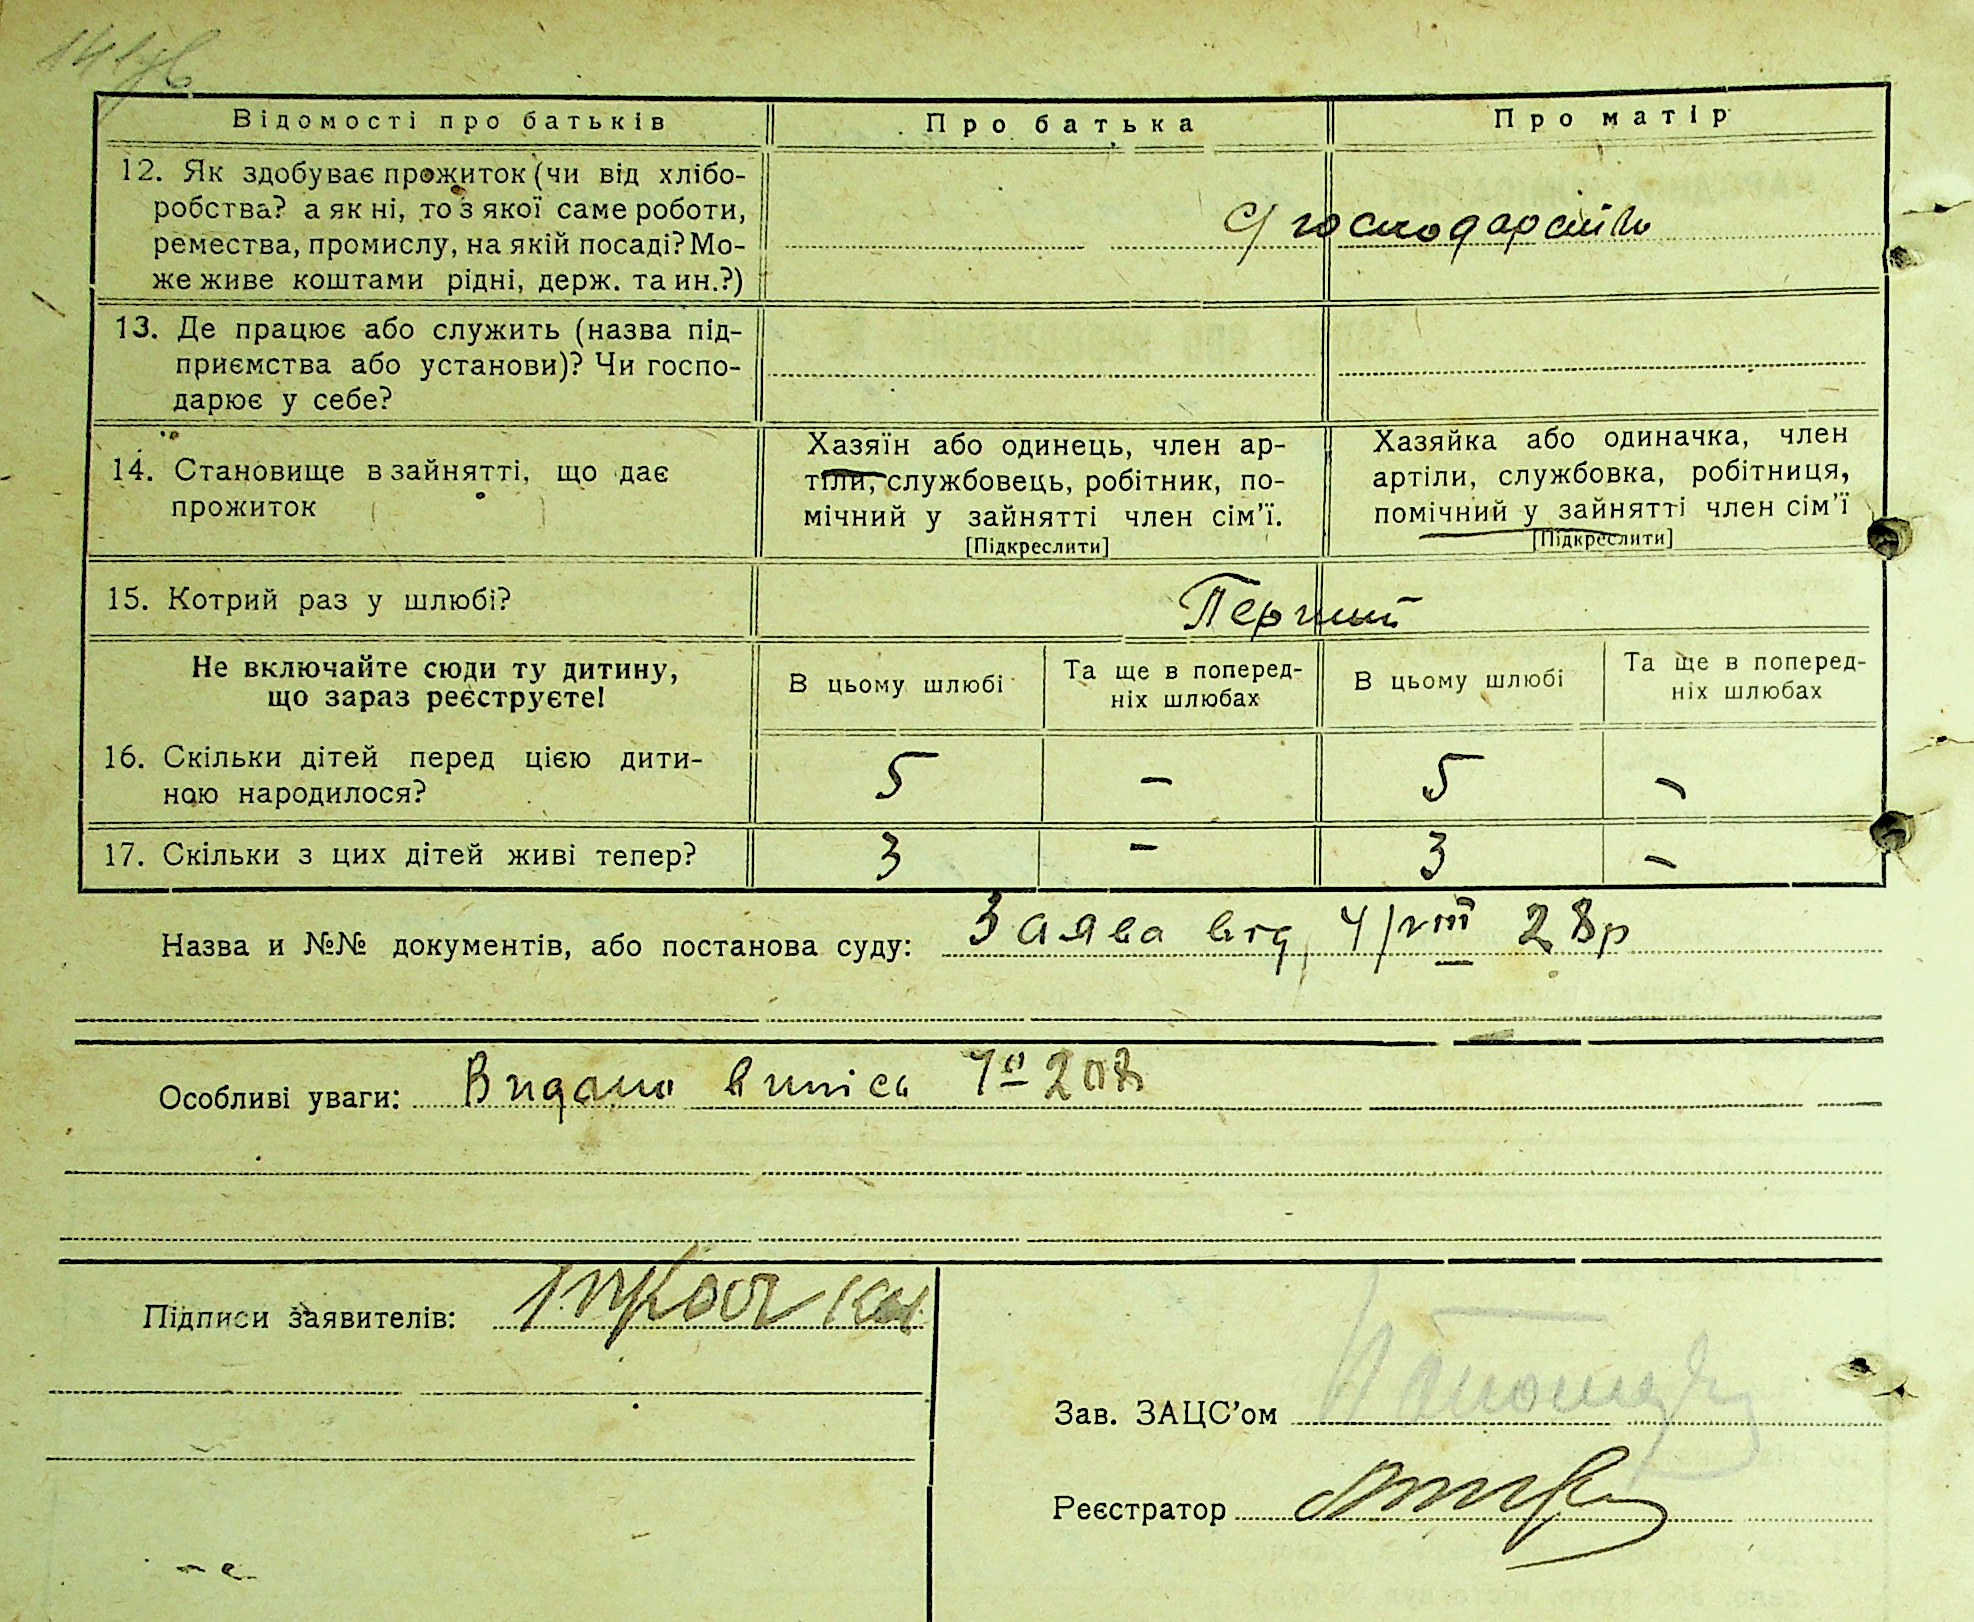 Відомості про батьків
Про батька
Про матір
12. Як здобуває прожиток (чи від хлібо-
робства? а як ні, то з якої саме роботи,
ремества, промислу, на якій посаді? Мо-
же живе коштами рідні, держ. та ин.?)
с/господарство
13. Де працює або служить (назва під-
приємства або установи)? Чи госпо-
дарює у себе?
14. Становище в зайнятті, що дає
прожиток
Хазяїн або одинець, член ар-
тіли, службовець, робітник, по-
мічний у зайнятті член сім'ї.
[Підкреслити]
Хазяйка або одиначка, член
артіли, службовка, робітниця,
помічний у зайнятті член сім'ї
[Підкреслити]
15. Котрий раз у шлюбі?
Перший
Не включайте сюди ту дитину,
що зараз реєструєте!
В цьому шлюбі
Та ще в поперед-
ніх шлюбах
В цьому шлюбі
Та ще в поперед-
ніх шлюбах
16. Скільки дітей перед цією дити-
ною народилося?
5 – 5 –
17. Скільки з цих дітей живі тепер?
3 – 3 –
Назва и №№ документів, або постанова суду: Заява від 4/VIII 28р
Особливі уваги: Видано випісь
Підписи заявителів:
Зав. ЗАЦС'ом
Реєстратор